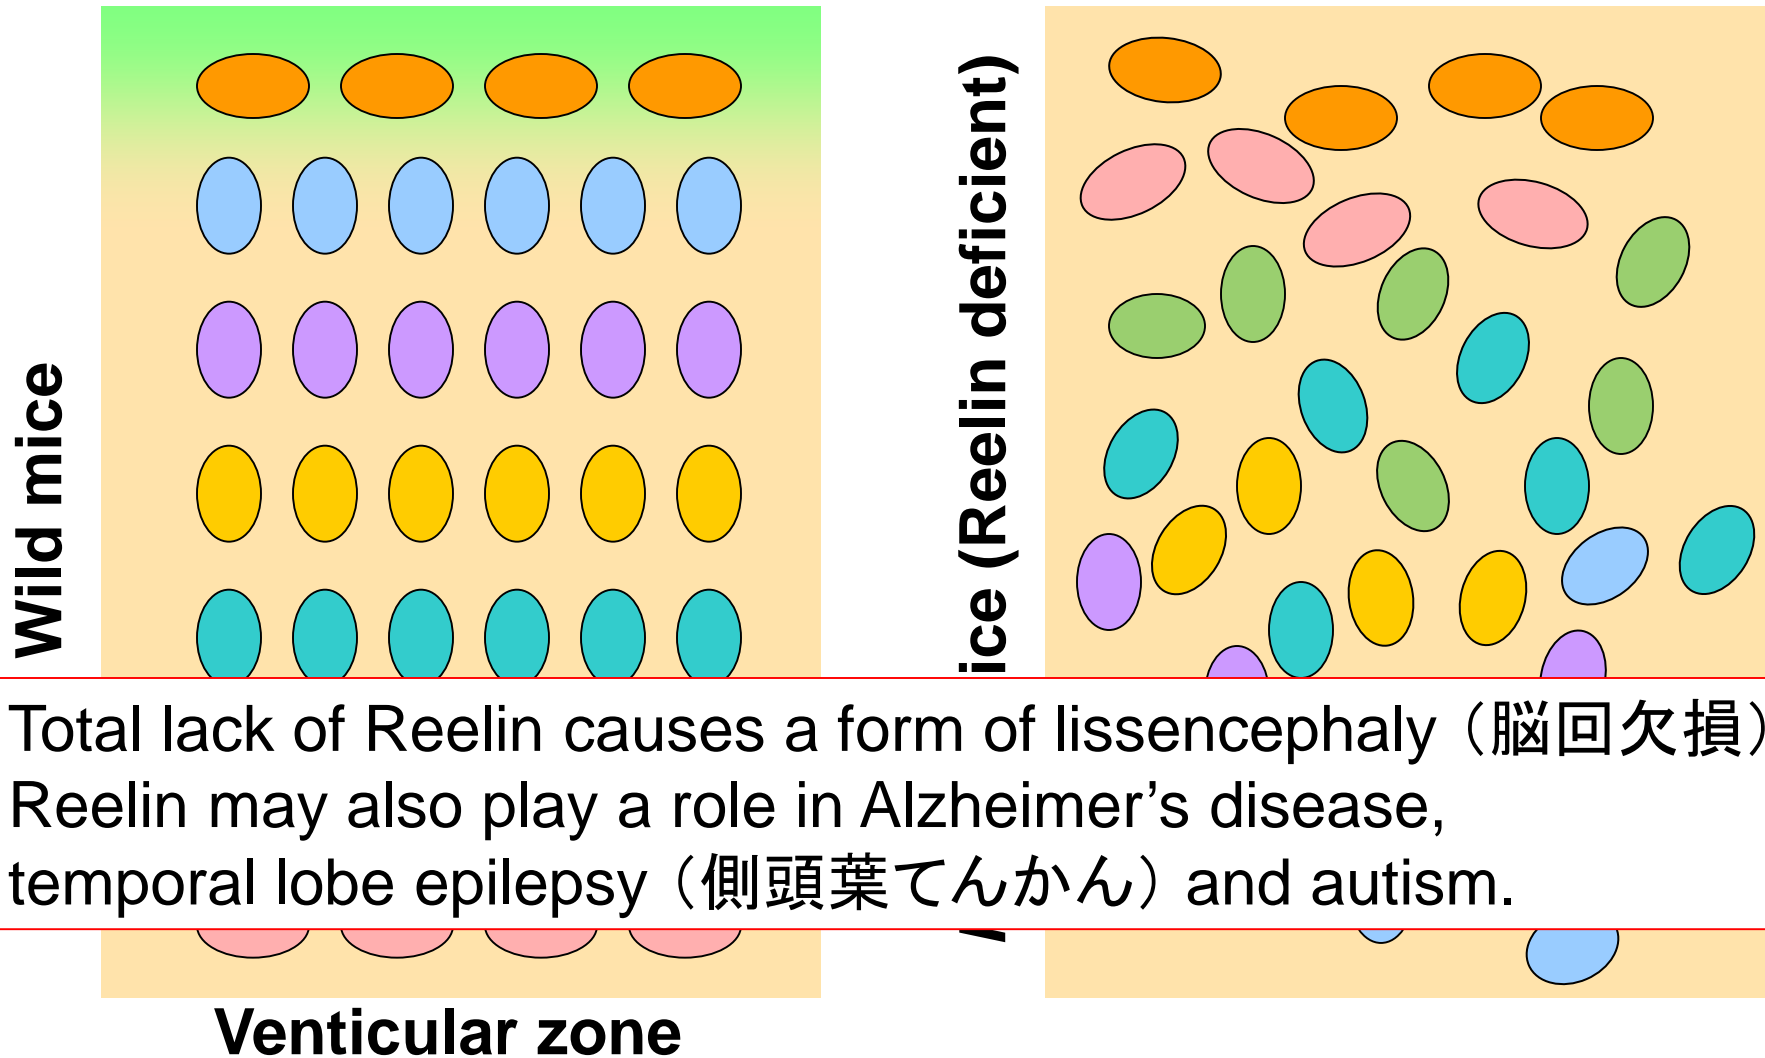 Wild mice
ice (Reelin deficient)
Total lack of Reelin causes a form of lissencephaly（脳回欠損）
Reelin may also play a role in Alzheimer’s disease,
temporal lobe epilepsy（側頭葉てんかん）and autism.
Venticular zone